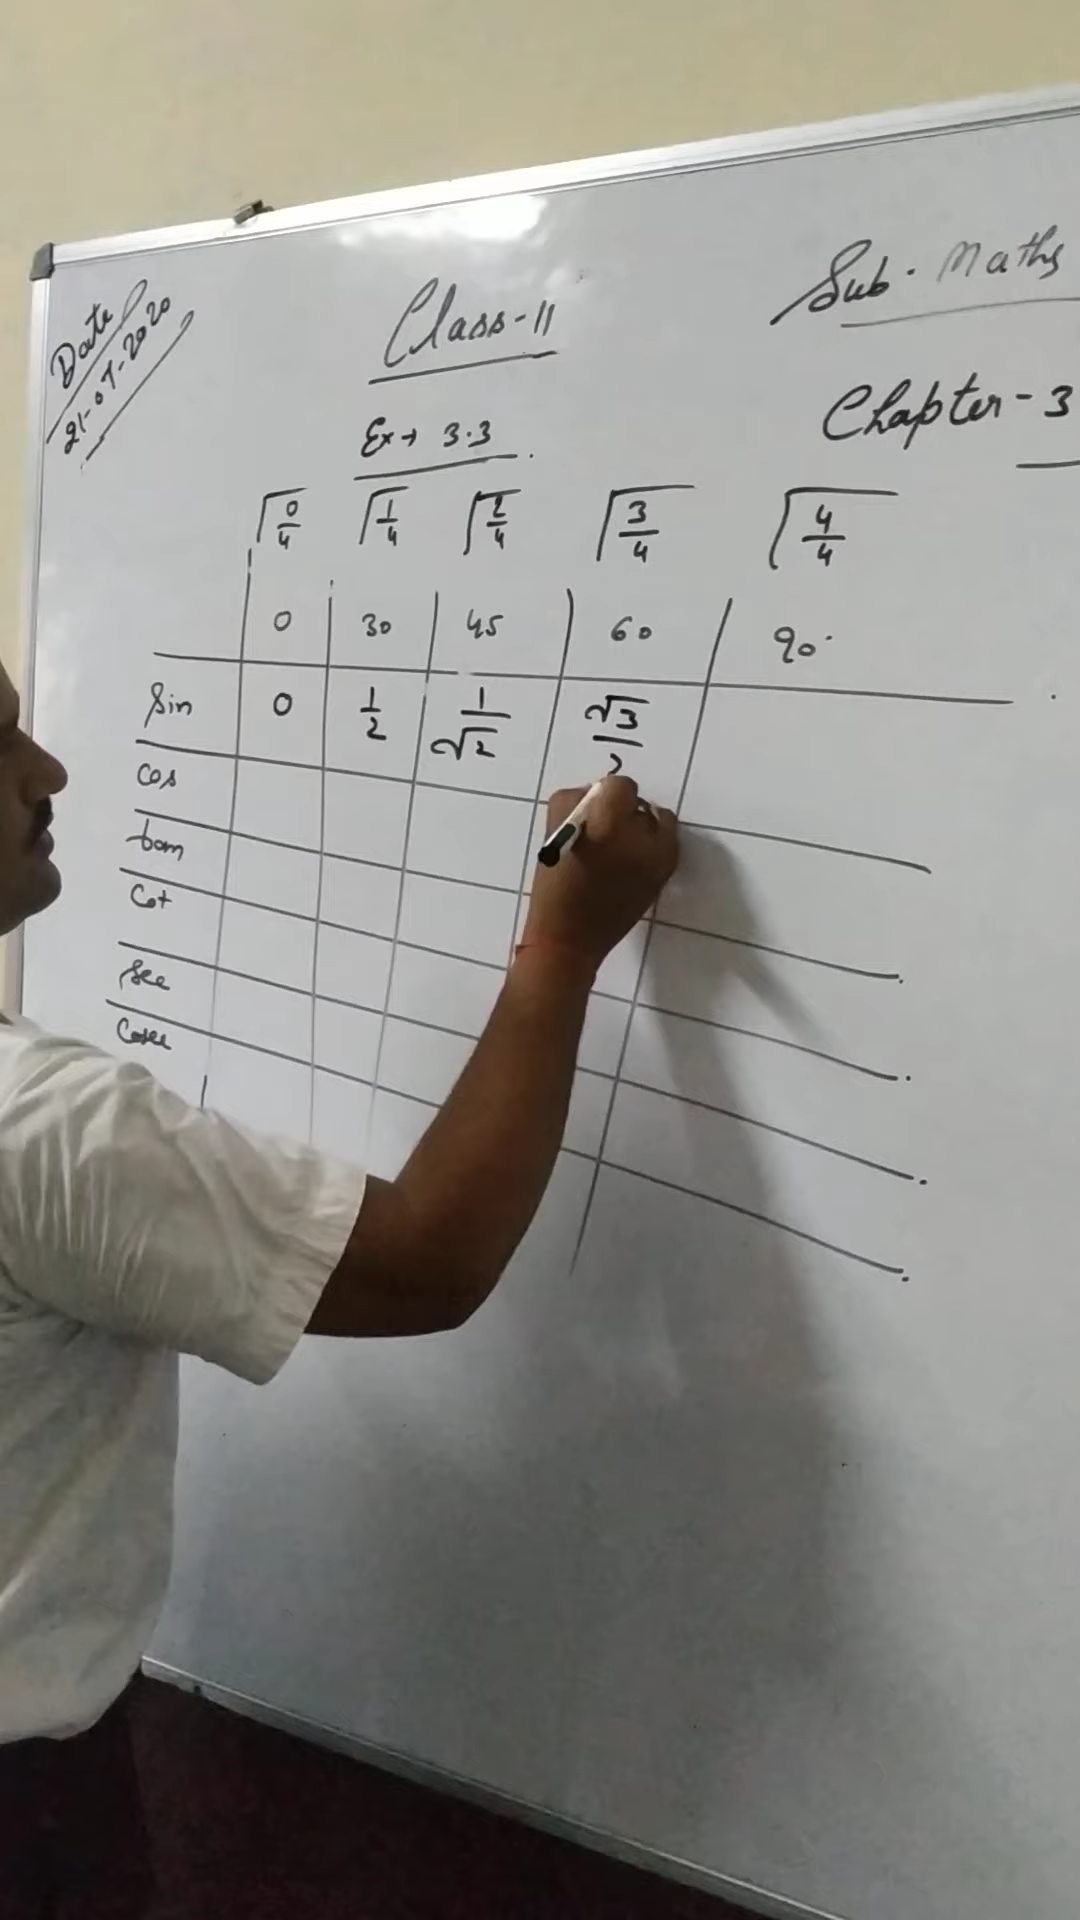 Date
21-07-2020
Class-11
Sub. Maths
Chapter-3
Ex→ 3.3
√0/4 √1/4 √2/4 √3/4 √4/4
0 30 45 60 90
Sin 0 1/2 1/√2 √3/2
Cos
tan
Cot
Sec
Cosec